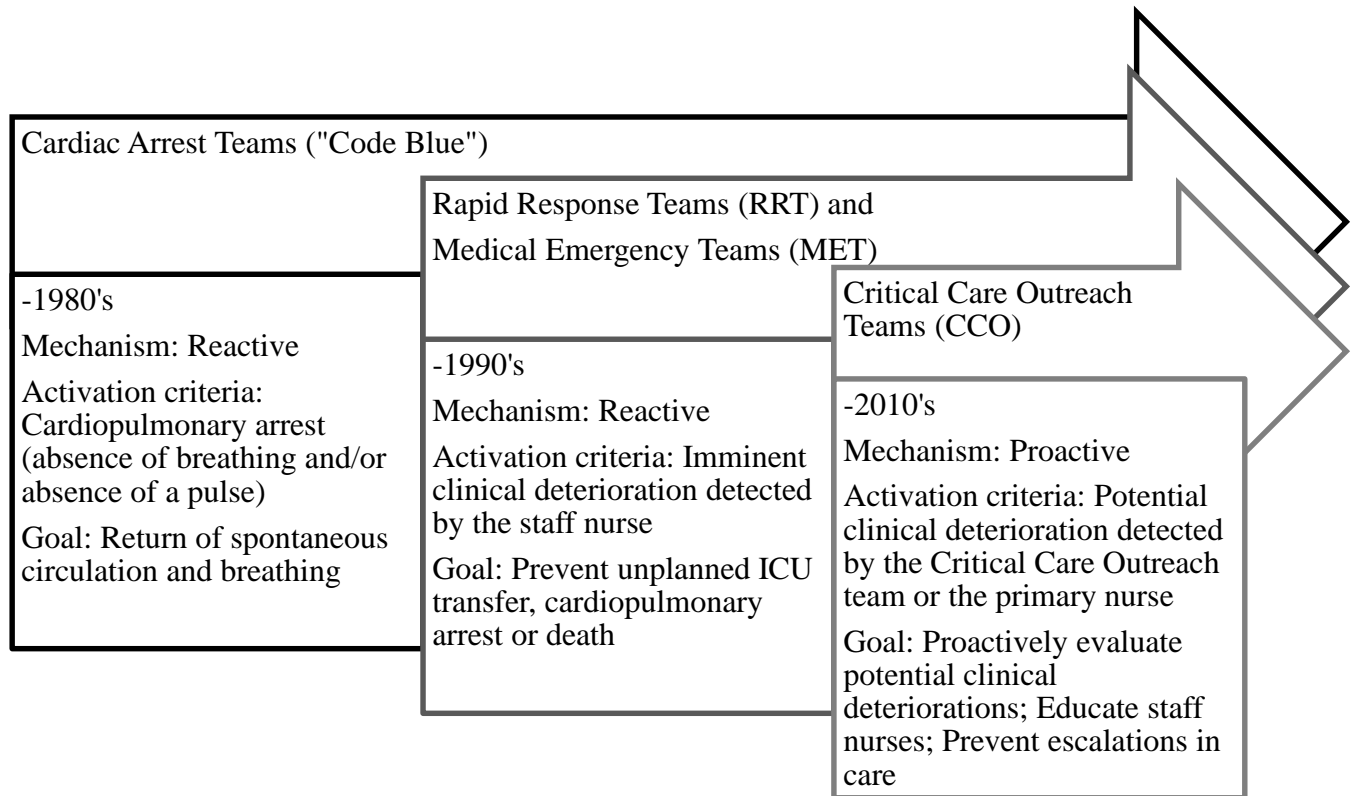 Cardiac Arrest Teams ("Code Blue")
-1980's
Mechanism: Reactive
Activation criteria:
Cardiopulmonary arrest
(absence of breathing and/or
absence of a pulse)
Goal: Return of spontaneous
circulation and breathing
Rapid Response Teams (RRT) and
Medical Emergency Teams (MET)
-1990's
Mechanism: Reactive
Activation criteria: Imminent
clinical deterioration detected
by the staff nurse
Goal: Prevent unplanned ICU
transfer, cardiopulmonary
arrest or death
Critical Care Outreach
Teams (CCO)
-2010's
Mechanism: Proactive
Activation criteria: Potential
clinical deterioration detected
by the Critical Care Outreach
team or the primary nurse
Goal: Proactively evaluate
potential clinical
deteriorations; Educate staff
nurses; Prevent escalations in
care